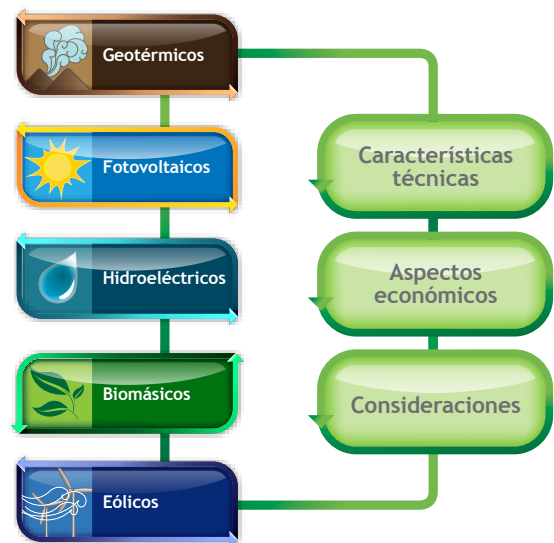 Geotérmicos
Fotovoltaicos
Hidroeléctricos
Biomásicos
Eólicos
Características
técnicas
Aspectos
económicos
Consideraciones